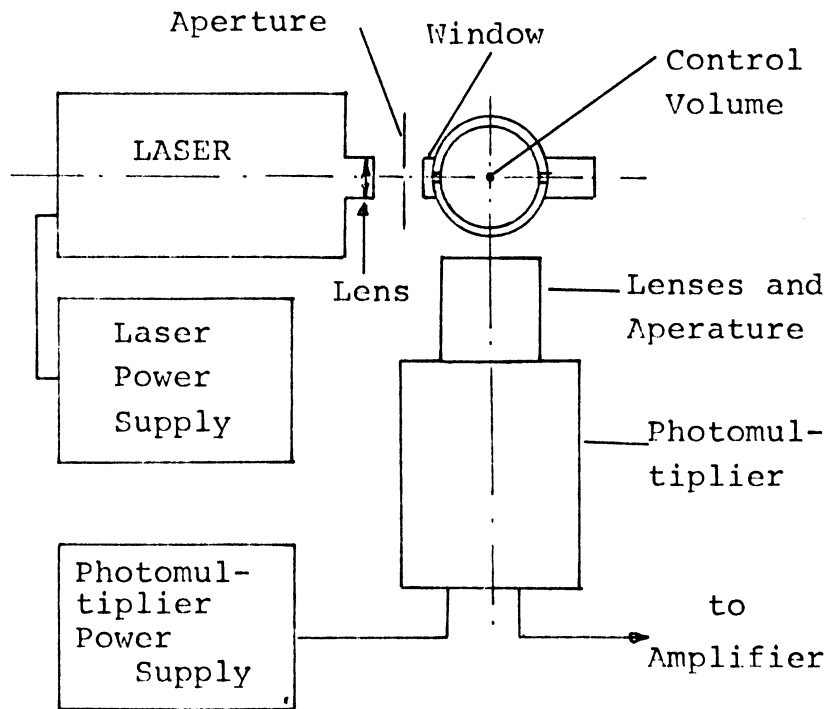 Aperture
Window
Control
Volume
LASER
Lens
Lenses and
Aperature
Laser
Power
Supply
Photomul-
tiplier
Photomul-
tiplier
Power
Supply
to
Amplifier